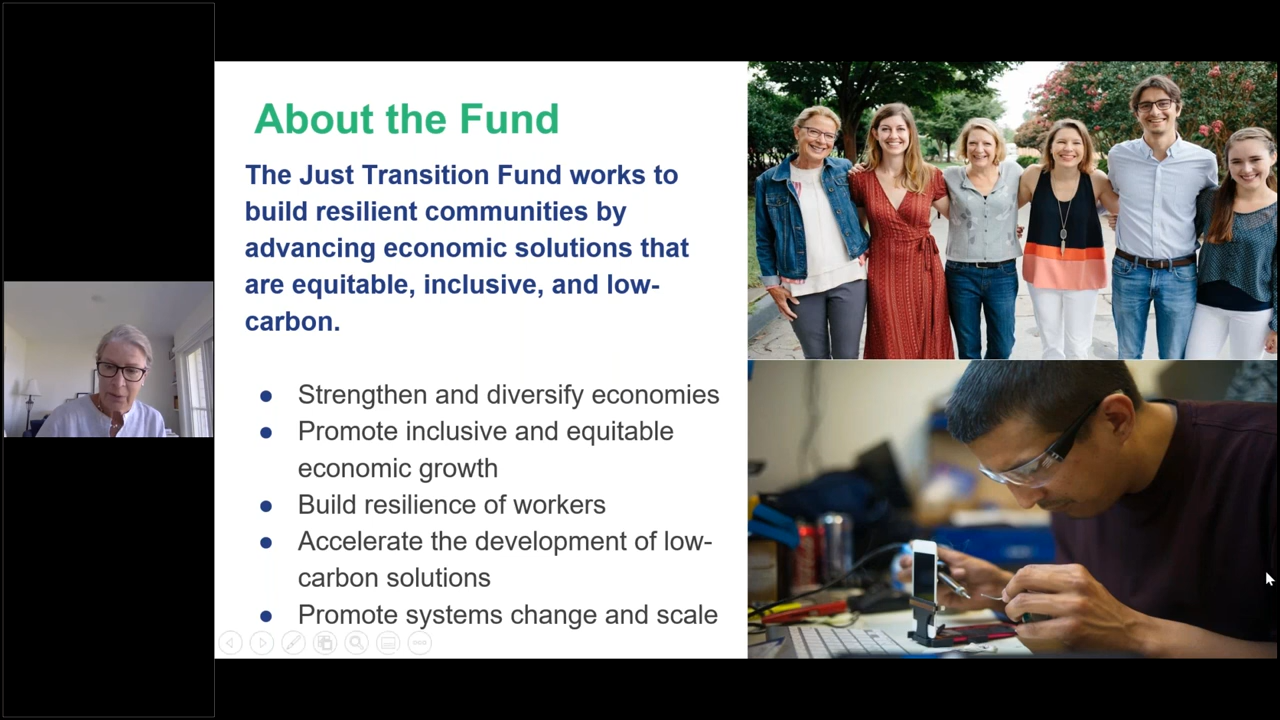 About the Fund
The Just Transition Fund works to
build resilient communities by
advancing economic solutions that
are equitable, inclusive, and low-
carbon.
● Strengthen and diversify economies
● Promote inclusive and equitable
economic growth
● Build resilience of workers
● Accelerate the development of low-
carbon solutions
● Promote systems change and scale